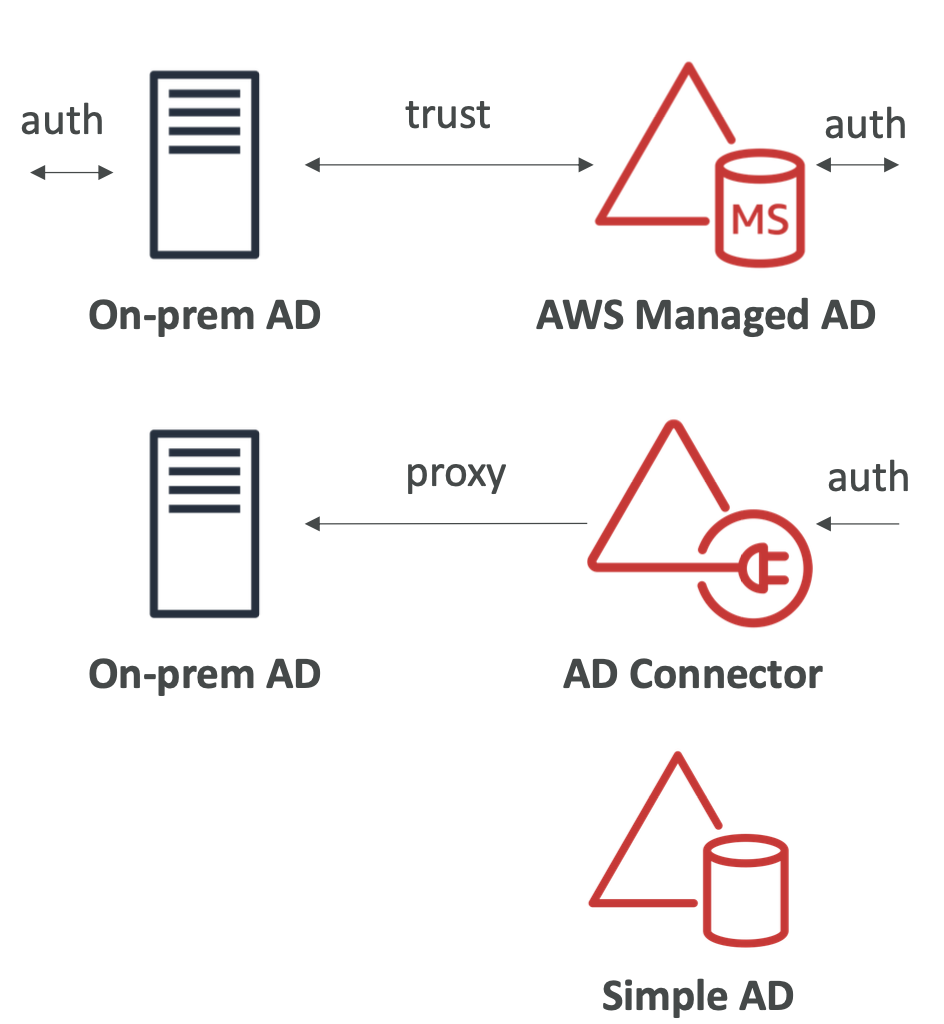 auth
trust
auth
MS
On-prem AD
AWS Managed AD
proxy
auth
On-prem AD
AD Connector
Simple AD